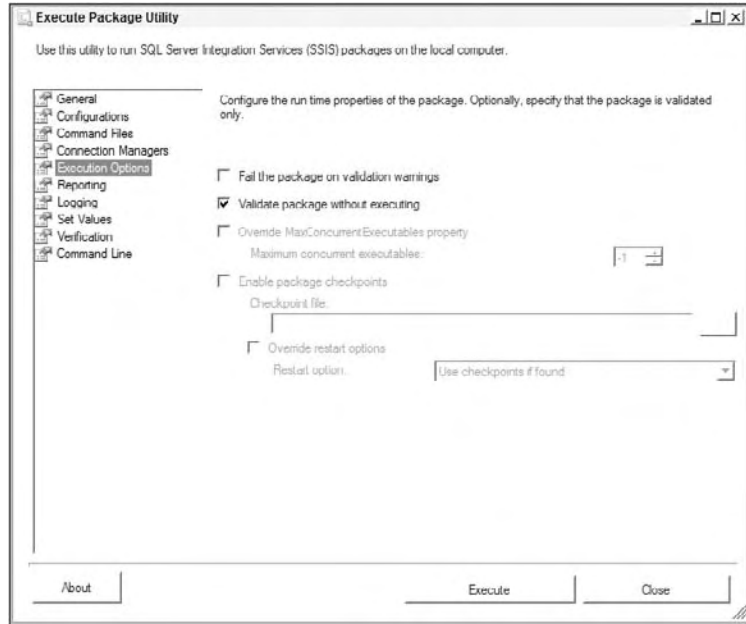 Execute Package Utility
Use this utility to run SQL Server Integration Services (SSIS) packages on the local computer.
General
Configurations
Command Files
Connection Managers
Execution Options
Reporting
Logging
Set Values
Verification
Command Line
Configure the run time properties of the package. Optionally, specify that the package is validated
only.
Fail the package on validation warnings
Validate package without executing
Override MaxConcurrentExecutables property
Maximum concurrent executables:
-1
Enable package checkpoints
Checkpoint file:
Override restart options
Restart option:
Use checkpoints if found
About
Execute
Close